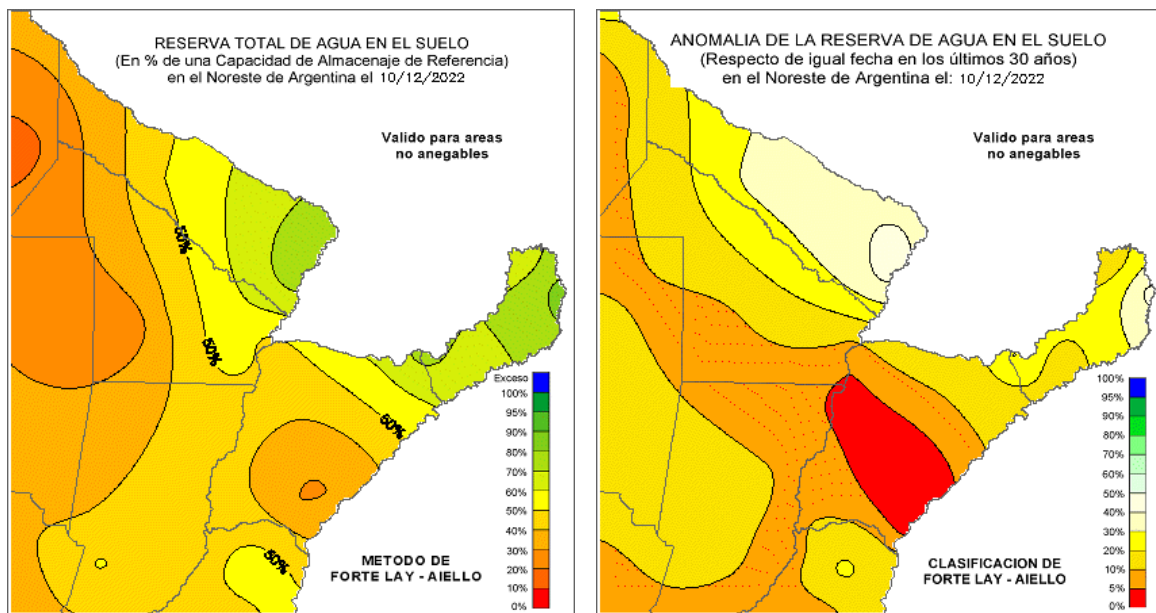 RESERVA TOTAL DE AGUA EN EL SUELO
(En % de una Capacidad de Almacenaje de Referencia)
en el Noreste de Argentina el 10/12/2022
Valido para areas
no anegables
50%
50%
50%
50%
Exceso
100%
95%
90%
80%
70%
60%
50%
40%
30%
20%
10%
0%
METODO DE
FORTE LAY - AIELLO
ANOMALIA DE LA RESERVA DE AGUA EN EL SUELO
(Respecto de igual fecha en los últimos 30 años)
en el Noreste de Argentina el: 10/12/2022
Valido para areas
no anegables
100%
95%
90%
80%
70%
60%
50%
40%
30%
20%
10%
5%
0%
CLASIFICACION DE
FORTE LAY - AIELLO